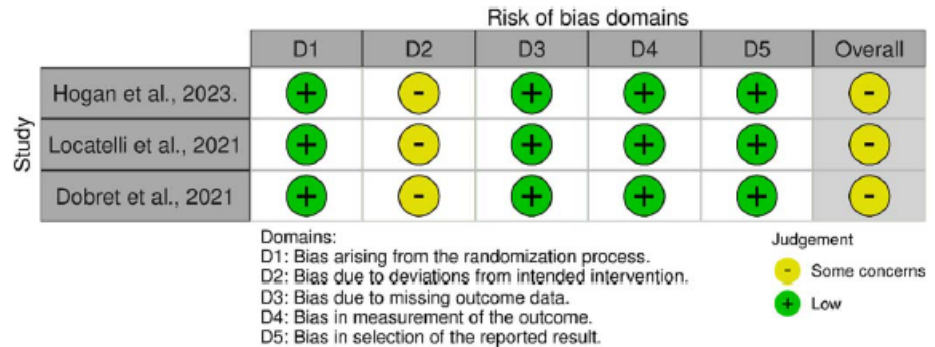 Risk of bias domains
D1 D2 D3 D4 D5 Overall
Study
Hogan et al., 2023. + - + + + -
Locatelli et al., 2021 + - + + + -
Dobret et al., 2021 + - + + + -
Domains:
D1: Bias arising from the randomization process.
D2: Bias due to deviations from intended intervention.
D3: Bias due to missing outcome data.
D4: Bias in measurement of the outcome.
D5: Bias in selection of the reported result.
Judgement
- Some concerns
+ Low